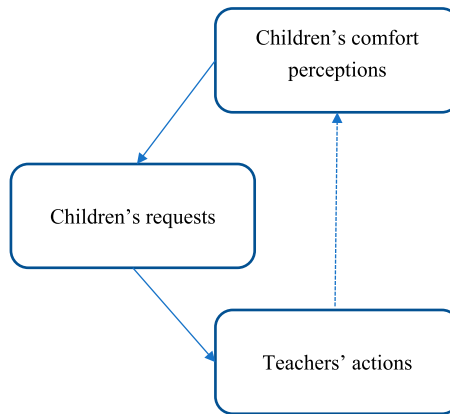 Children’s comfort
perceptions
Children’s requests
Teachers’ actions